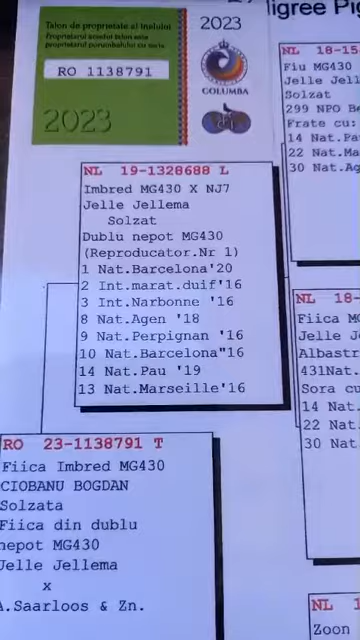 ligree Pi
Talon de proprietate al inelului
Proprietarul acestui talon este
proprietarul porumbelului cu seria
RO 1138791
2023
2023
COLUMBA
NL 19-1328688 L
Imbred MG430 X NJ7
Jelle Jellema
Solzat
Dublu nepot MG430
(Reproducator.Nr 1)
1 Nat.Barcelona'20
2 Int.marat.duif'16
3 Int.Narbonne '16
8 Nat.Agen '18
9 Nat.Perpignan '16
10 Nat.Barcelona"16
14 Nat.Pau '19
13 Nat.Marseille'16
RO 23-1138791 T
Fiica Imbred MG430
CIOBANU BOGDAN
Solzata
Fiica din dublu
nepot MG430
Jelle Jellema
x
A.Saarloos & Zn.
NL 18-15
Fiu MG430
Jelle Jell
Solzat
299 NPO Be
Frate cu:
14 Nat.Pa
22 Nat.Ma
30 Nat.Ag
NL 18-
Fiica MG
Jelle J
Albastr
431Nat.
Sora cu
14 Nat.
22 Nat.
30 Nat.
NL 1
Zoon